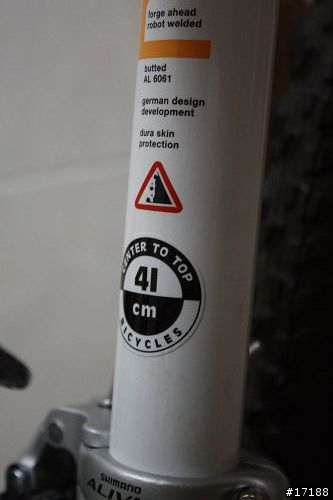 forge ahead
robot welded
butted
AL 6061
german design
development
dura skin
protection
CENTER TO TOP
41
cm
BICYCLES
SHIMANO
ALIVIO
#17188